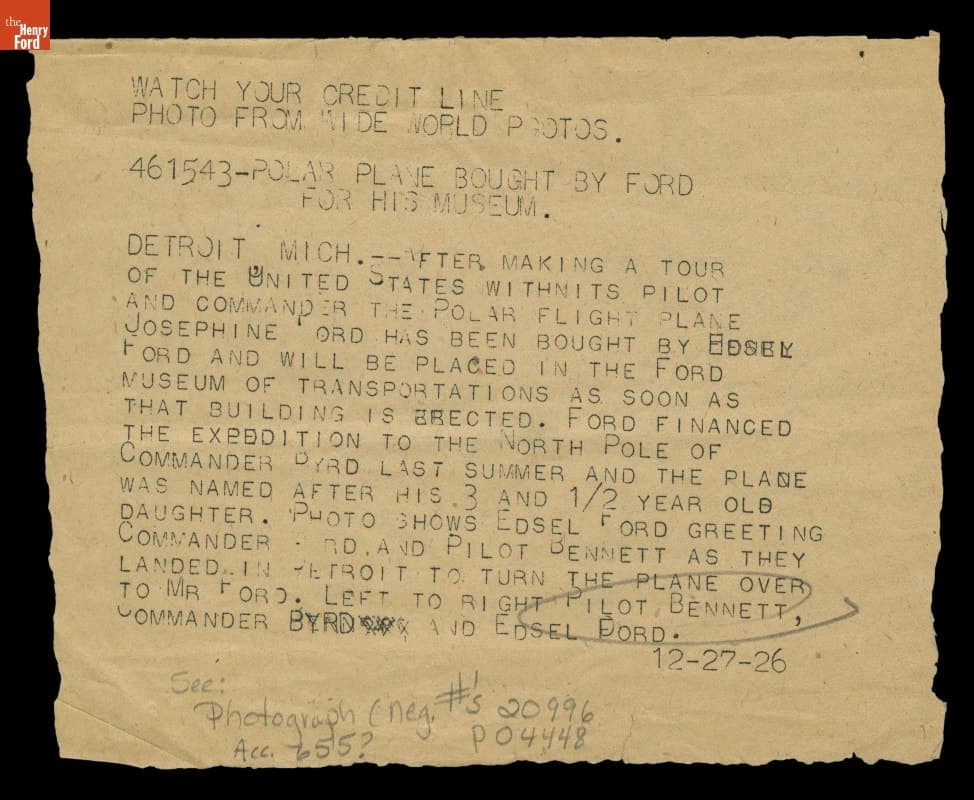 the
Henry
Ford
WATCH YOUR CREDIT LINE
PHOTO FROM WIDE WORLD PHOTOS.
461543-POLAR PLANE BOUGHT BY FORD
FOR HIS MUSEUM.
DETROIT MICH.--AFTER MAKING A TOUR
OF THE UNITED STATES WITHNITS PILOT
AND COMMANDER THE POLAR FLIGHT PLANE
JOSEPHINE FORD HAS BEEN BOUGHT BY EDSEL
FORD AND WILL BE PLACED IN THE FORD
MUSEUM OF TRANSPORTATIONS AS SOON AS
THAT BUILDING IS ERECTED. FORD FINANCED
THE EXPEDITION TO THE NORTH POLE OF
COMMANDER BYRD LAST SUMMER AND THE PLANE
WAS NAMED AFTER HIS 3 AND 1/2 YEAR OLD
DAUGHTER. PHOTO SHOWS EDSEL FORD GREETING
COMMANDER BYRD AND PILOT BENNETT AS THEY
LANDED IN DETROIT TO TURN THE PLANE OVER
TO MR FORD. LEFT TO RIGHT PILOT BENNETT,
COMMANDER BYRD AND EDSEL FORD.
12-27-26
See:
Photograph (neg. #'s 20996
Acc. 655? P04448